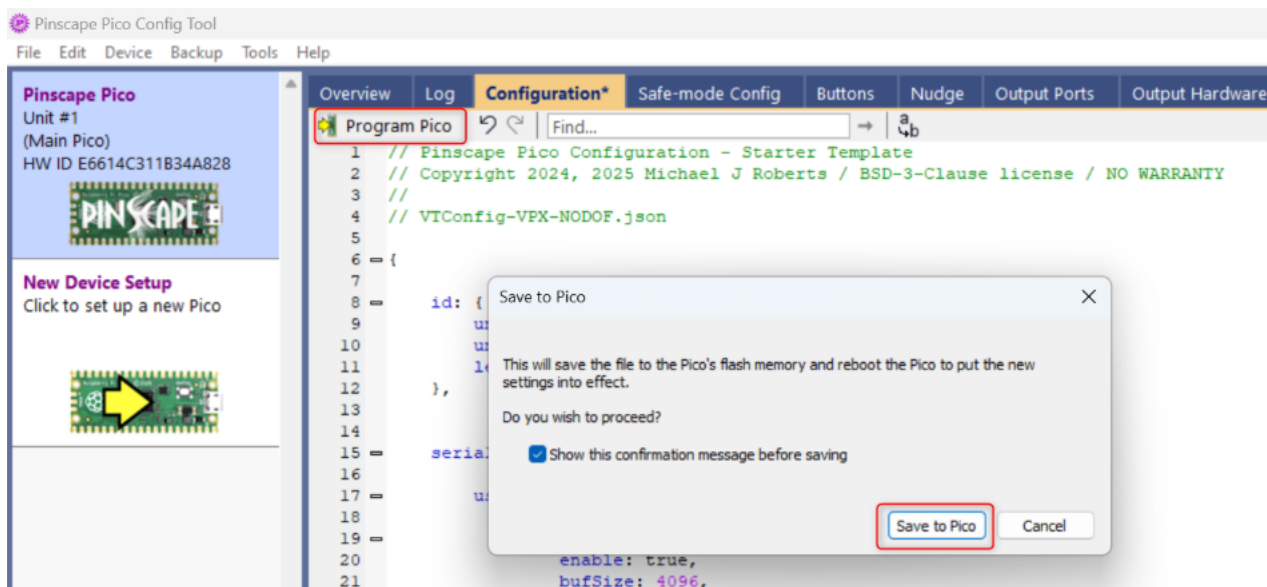 Pinscape Pico Config Tool
File Edit Device Backup Tools Help
Pinscape Pico
Unit #1
(Main Pico)
HW ID E6614C311B34A828
PINSCAPE
New Device Setup
Click to set up a new Pico
Overview Log Configuration* Safe-mode Config Buttons Nudge Output Ports Output Hardware
Program Pico Find... → a b
1 // Pinscape Pico Configuration - Starter Template
2 // Copyright 2024, 2025 Michael J Roberts / BSD-3-Clause license / NO WARRANTY
3 //
4 // VTConfig-VPX-NODOF.json
5
6 {
7
8 id: {
9
10
11
12 },
13
14
15
16
17
18
19
20 enable: true,
21 bufSize: 4096,
Save to Pico
This will save the file to the Pico's flash memory and reboot the Pico to put the new
settings into effect.
Do you wish to proceed?
Show this confirmation message before saving
Save to Pico Cancel